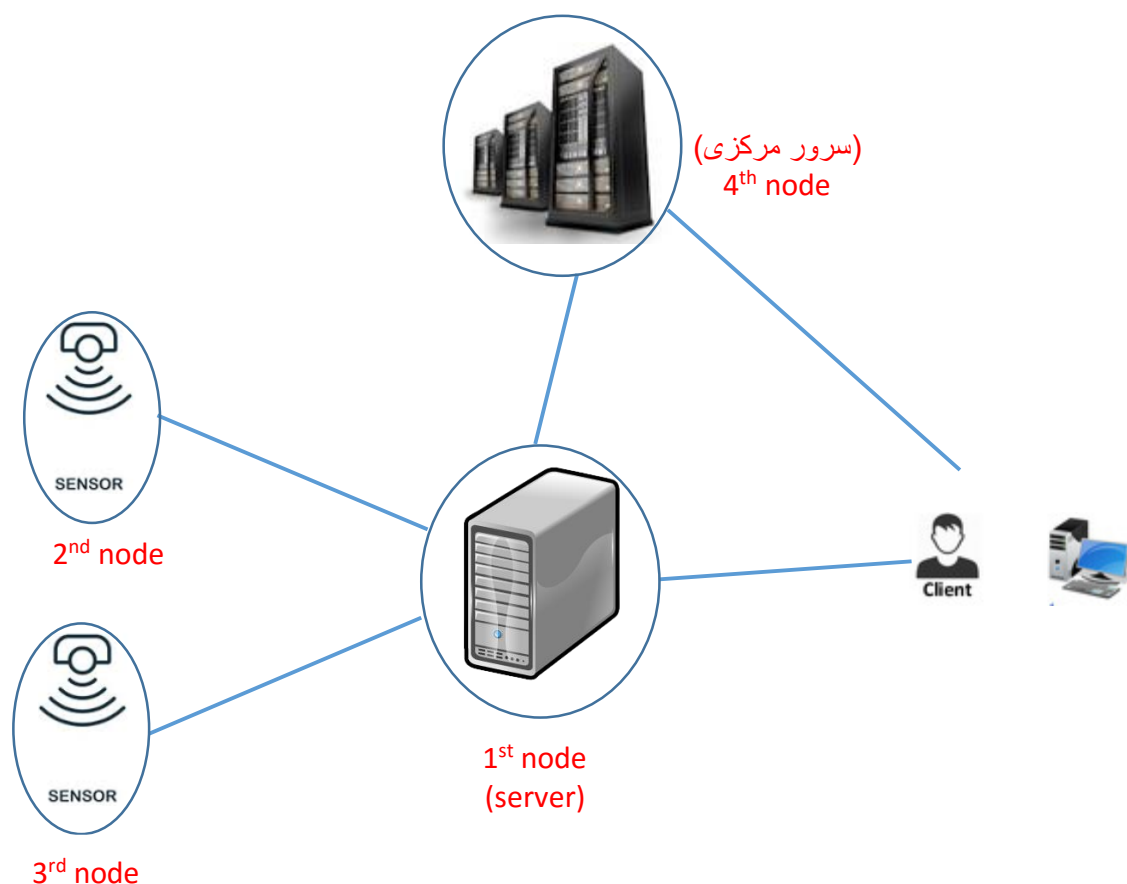 (سرور مرکزی)
4th node
SENSOR
2nd node
Client
SENSOR
1st node
(server)
3rd node